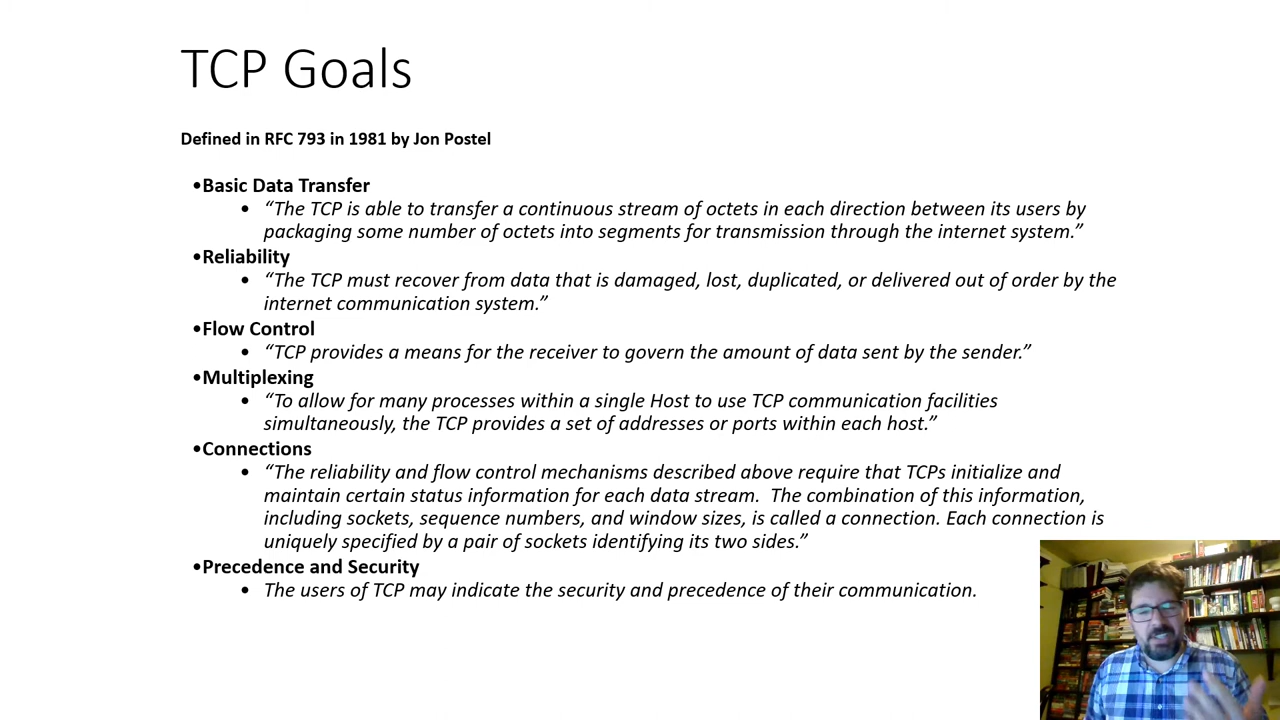 TCP Goals
Defined in RFC 793 in 1981 by Jon Postel
•Basic Data Transfer
• “The TCP is able to transfer a continuous stream of octets in each direction between its users by
packaging some number of octets into segments for transmission through the internet system.”
•Reliability
• “The TCP must recover from data that is damaged, lost, duplicated, or delivered out of order by the
internet communication system.”
•Flow Control
• “TCP provides a means for the receiver to govern the amount of data sent by the sender.”
•Multiplexing
• “To allow for many processes within a single Host to use TCP communication facilities
simultaneously, the TCP provides a set of addresses or ports within each host.”
•Connections
• “The reliability and flow control mechanisms described above require that TCPs initialize and
maintain certain status information for each data stream.  The combination of this information,
including sockets, sequence numbers, and window sizes, is called a connection. Each connection is
uniquely specified by a pair of sockets identifying its two sides.”
•Precedence and Security
• The users of TCP may indicate the security and precedence of their communication.